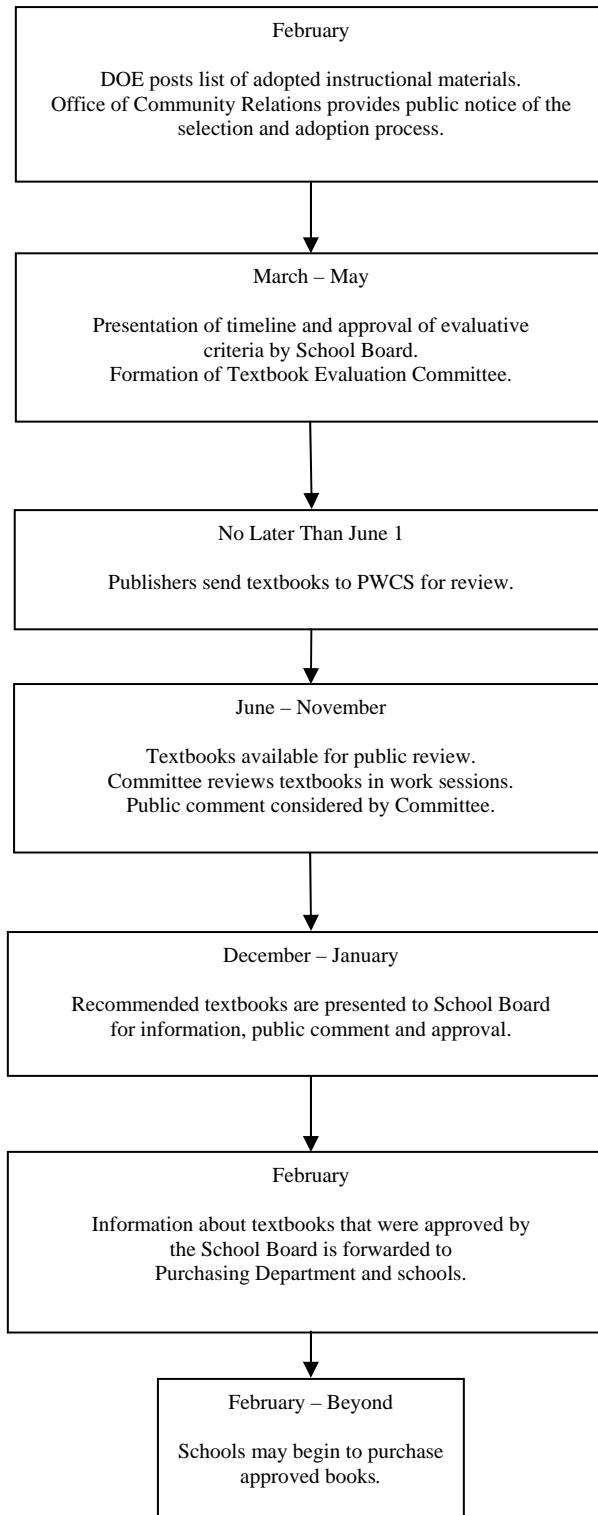 February
DOE posts list of adopted instructional materials.
Office of Community Relations provides public notice of the
selection and adoption process.
March – May
Presentation of timeline and approval of evaluative
criteria by School Board.
Formation of Textbook Evaluation Committee.
No Later Than June 1
Publishers send textbooks to PWCS for review.
June – November
Textbooks available for public review.
Committee reviews textbooks in work sessions.
Public comment considered by Committee.
December – January
Recommended textbooks are presented to School Board
for information, public comment and approval.
February
Information about textbooks that were approved by
the School Board is forwarded to
Purchasing Department and schools.
February – Beyond
Schools may begin to purchase
approved books.